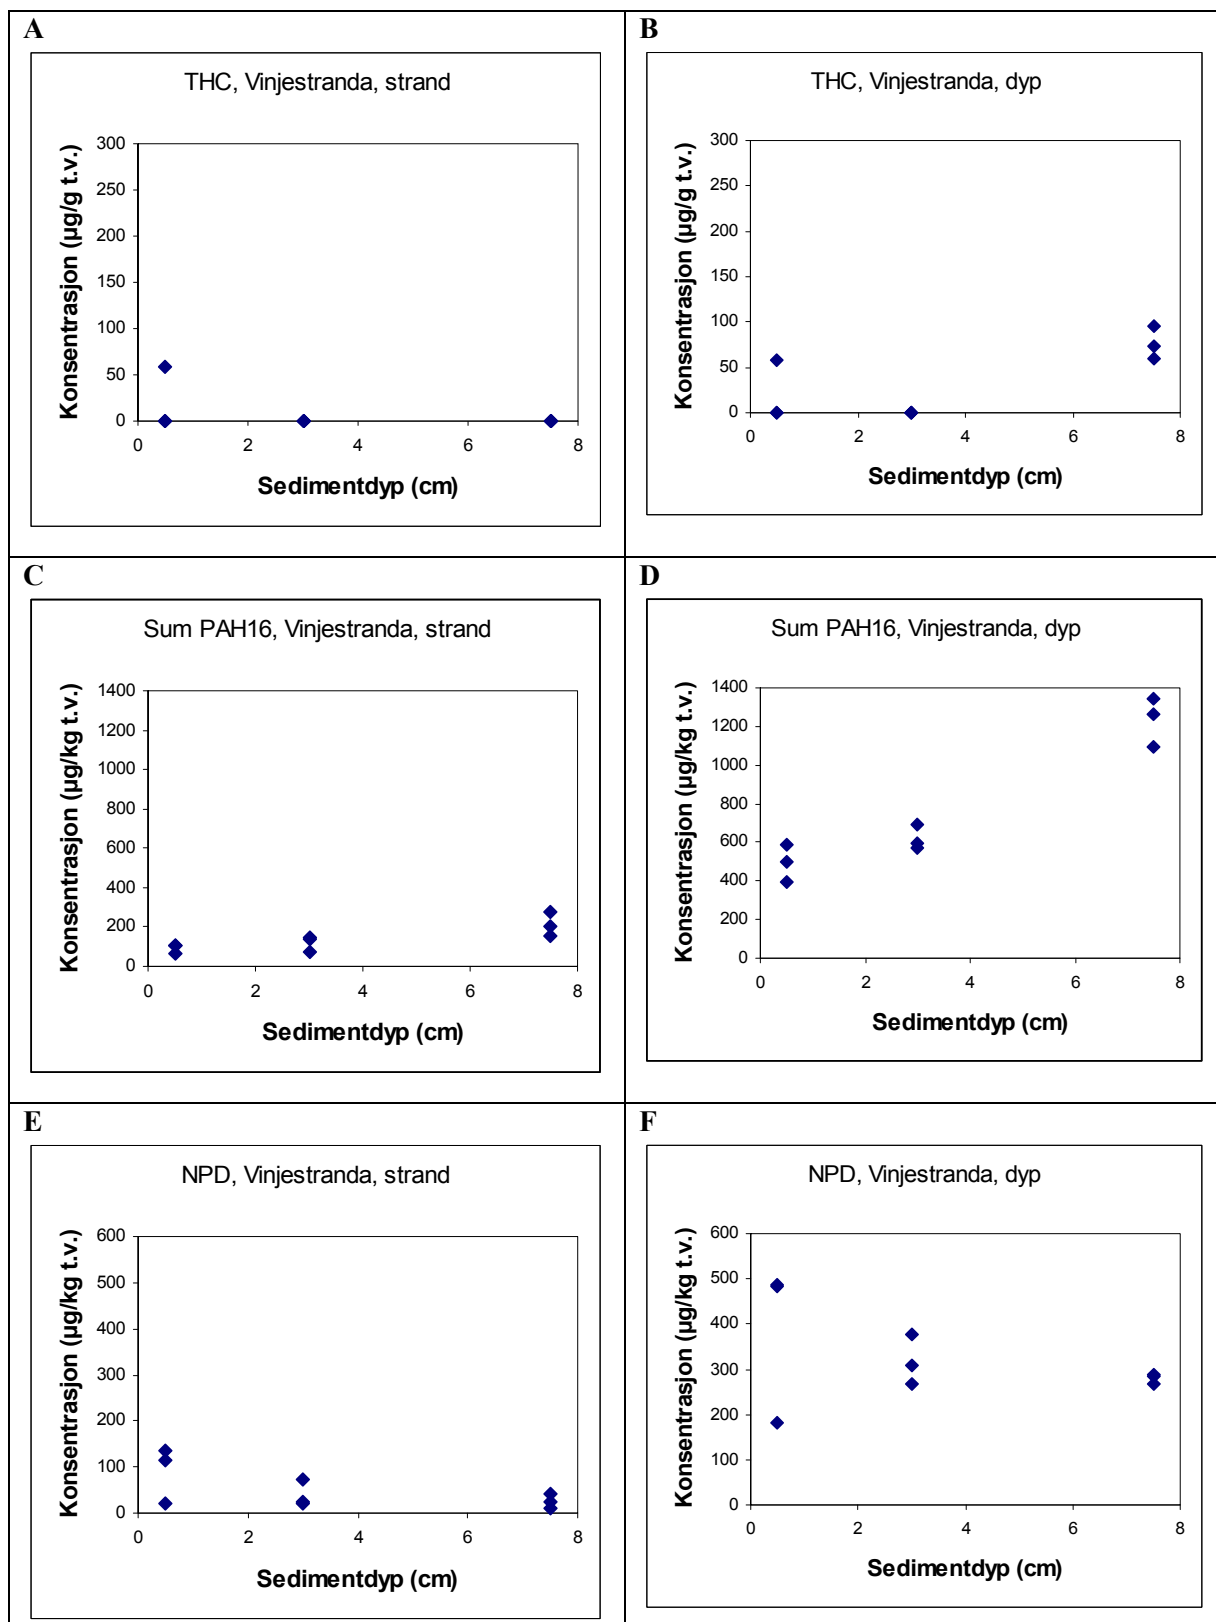 A
THC, Vinjestranda, strand
Konsentrasjon (µg/g t.v.)
300
250
200
150
100
50
0
0 2 4 6 8
Sedimentdyp (cm)
B
THC, Vinjestranda, dyp
Konsentrasjon (µg/g t.v.)
300
250
200
150
100
50
0
0 2 4 6 8
Sedimentdyp (cm)
C
Sum PAH16, Vinjestranda, strand
Konsentrasjon (µg/kg t.v.)
1400
1200
1000
800
600
400
200
0
0 2 4 6 8
Sedimentdyp (cm)
D
Sum PAH16, Vinjestranda, dyp
Konsentrasjon (µg/kg t.v.)
1400
1200
1000
800
600
400
200
0
0 2 4 6 8
Sedimentdyp (cm)
E
NPD, Vinjestranda, strand
Konsentrasjon (µg/kg t.v.)
600
500
400
300
200
100
0
0 2 4 6 8
Sedimentdyp (cm)
F
NPD, Vinjestranda, dyp
Konsentrasjon (µg/kg t.v.)
600
500
400
300
200
100
0
0 2 4 6 8
Sedimentdyp (cm)